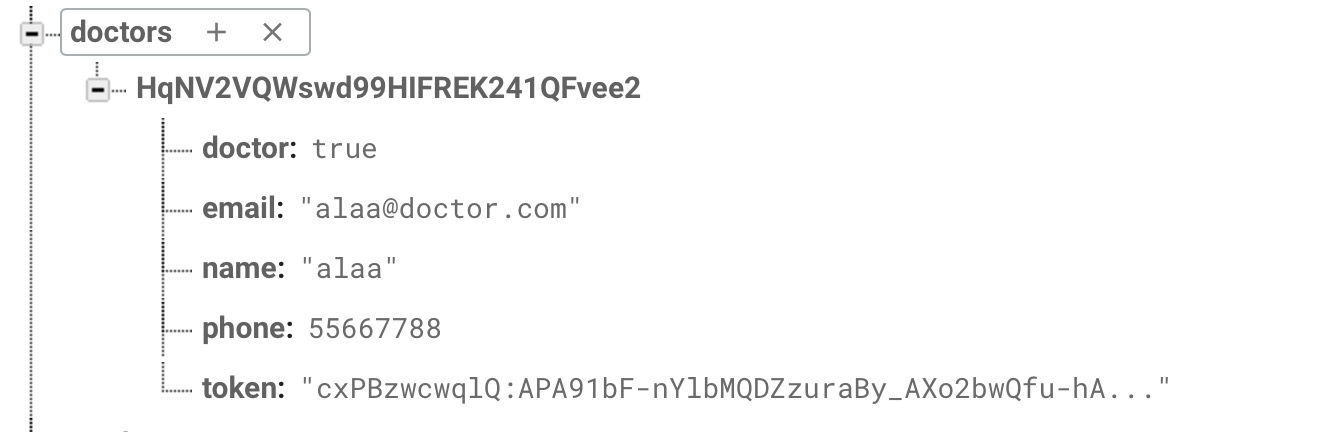 doctors + ×
HqNV2VQWswd99HIFREK241QFvee2
doctor: true
email: "alaa@doctor.com"
name: "alaa"
phone: 55667788
token: "cxPBzwcwqlQ:APA91bF-nYlbMQDZzuraBy_AXo2bwQfu-hA..."